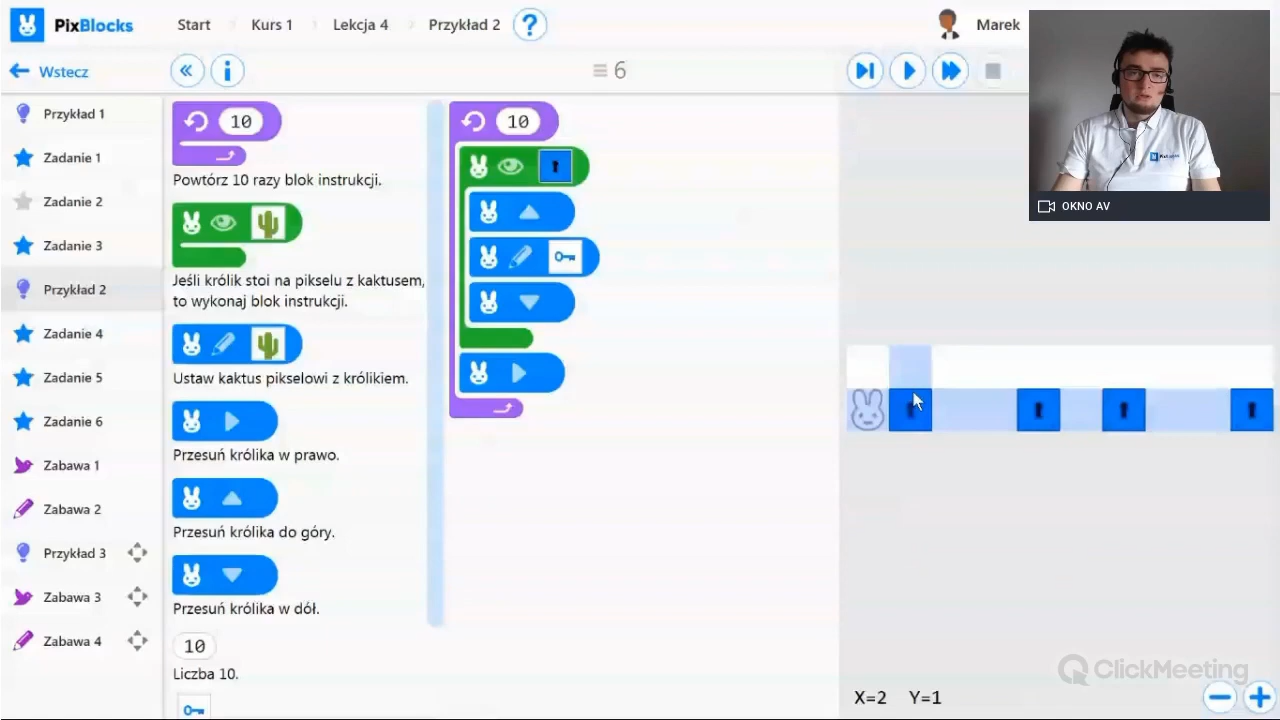 PixBlocks Start Kurs 1 Lekcja 4 Przykład 2 ? Marek
Wstecz
6
Przykład 1
Zadanie 1
Zadanie 2
Zadanie 3
Przykład 2
Zadanie 4
Zadanie 5
Zadanie 6
Zabawa 1
Zabawa 2
Przykład 3
Zabawa 3
Zabawa 4
10
Powtórz 10 razy blok instrukcji.
Jeśli królik stoi na pikselu z kaktusem,
to wykonaj blok instrukcji.
Ustaw kaktus pikselowi z królikiem.
Przesuń królika w prawo.
Przesuń królika do góry.
Przesuń królika w dół.
10
Liczba 10.
10
PixBlocks
OKNO AV
ClickMeeting
X=2 Y=1